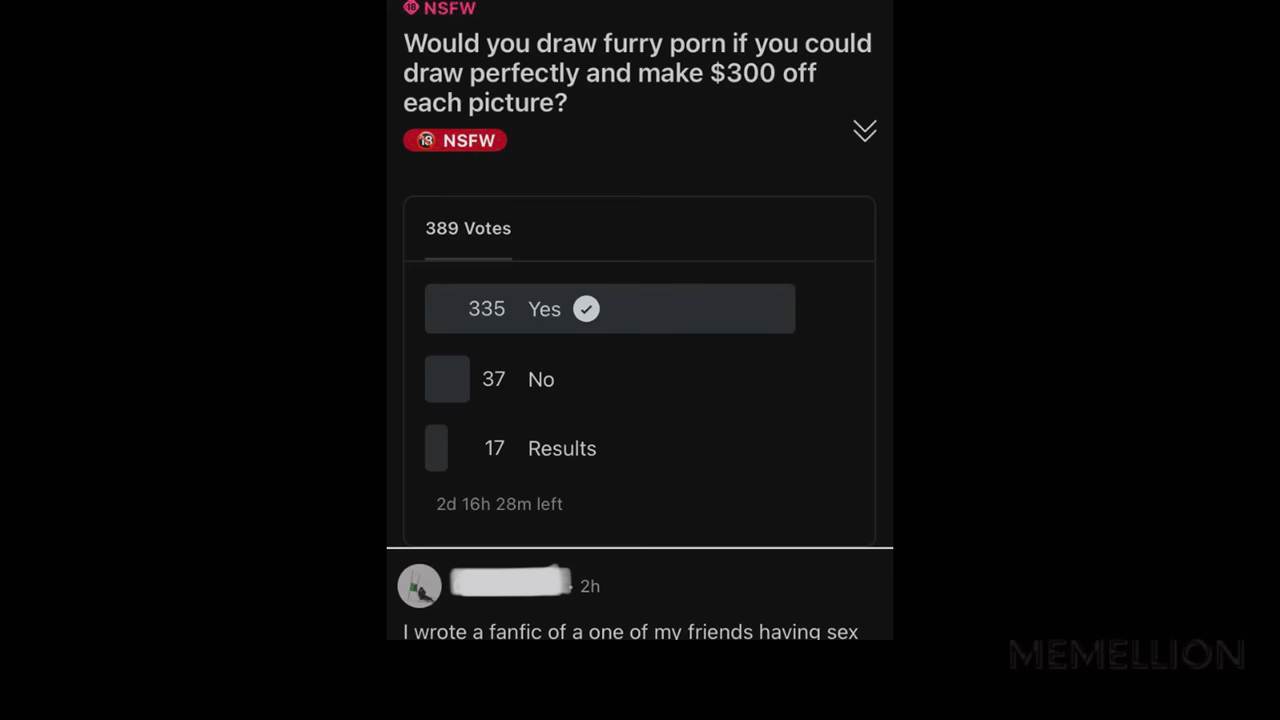 18 NSFW
Would you draw furry porn if you could
draw perfectly and make $300 off
each picture?
18 NSFW
389 Votes
335 Yes
37 No
17 Results
2d 16h 28m left
2h
I wrote a fanfic of a one of my friends having sex
MEMELLION